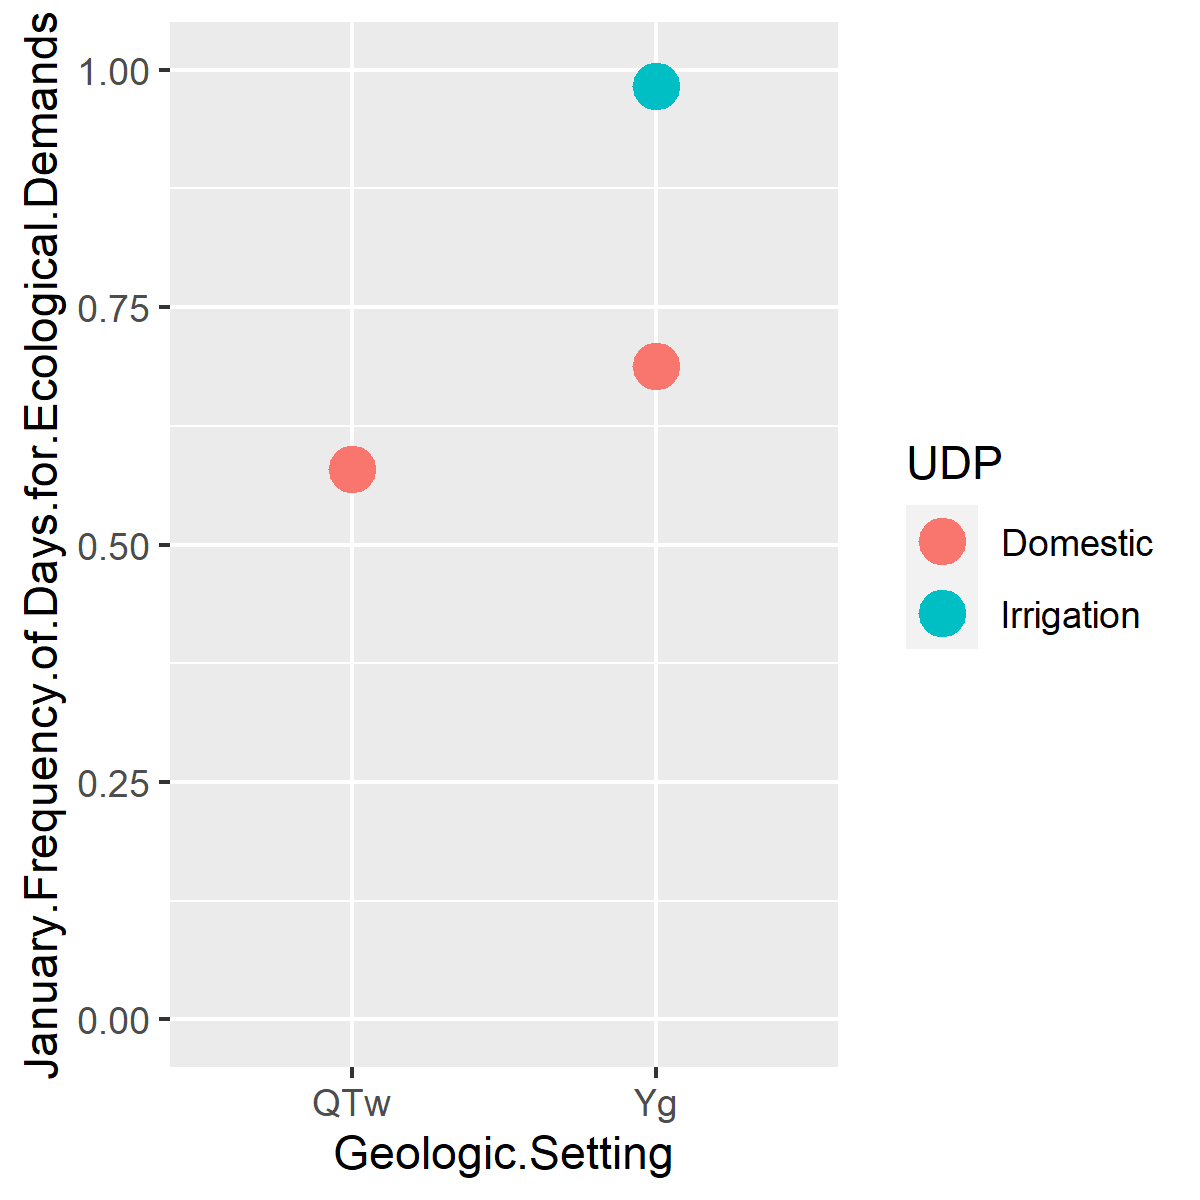 January.Frequency.of.Days.for.Ecological.Demands
1.00
0.75
0.50
0.25
0.00
QTw
Yg
Geologic.Setting
UDP
Domestic
Irrigation